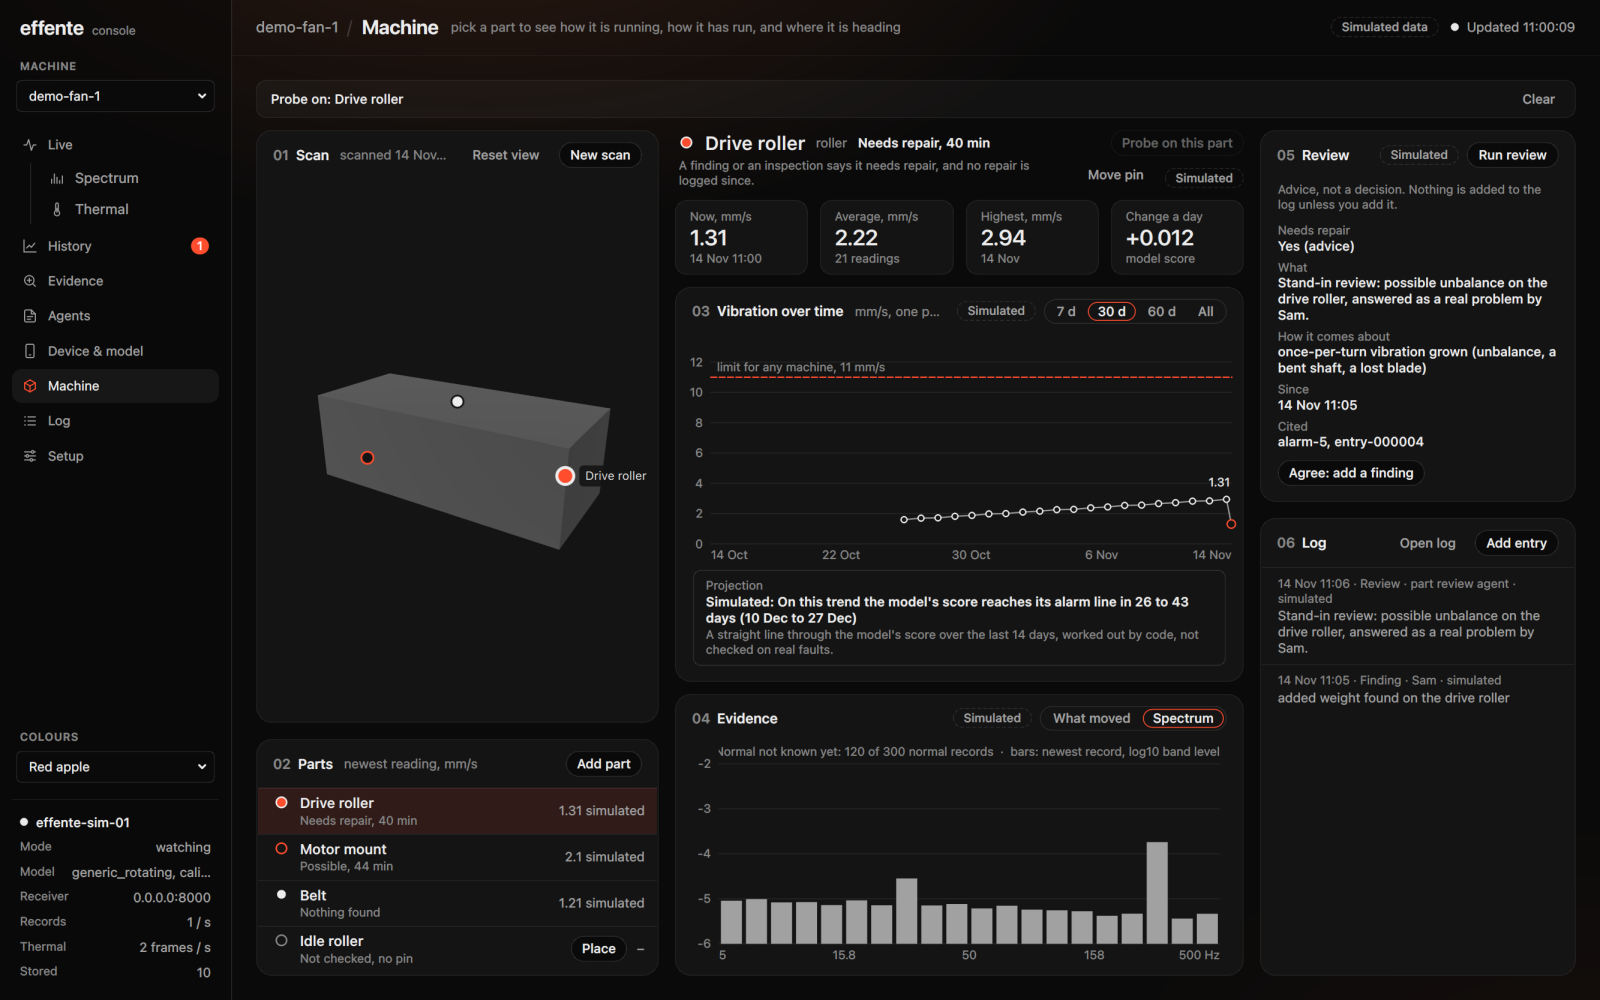 effente console
MACHINE
demo-fan-1
Live
Spectrum
Thermal
History 1
Evidence
Agents
Device & model
Machine
Log
Setup
COLOURS
Red apple
effente-sim-01
Mode watching
Model generic_rotating, cali...
Receiver 0.0.0.0:8000
Records 1 / s
Thermal 2 frames / s
Stored 10
demo-fan-1 / Machine pick a part to see how it is running, how it has run, and where it is heading
Simulated data Updated 11:00:09
Probe on: Drive roller Clear
01 Scan scanned 14 Nov... Reset view New scan
Drive roller
02 Parts newest reading, mm/s Add part
Drive roller 1.31 simulated
Needs repair, 40 min
Motor mount 2.1 simulated
Possible, 44 min
Belt 1.21 simulated
Nothing found
Idle roller Place –
Not checked, no pin
Drive roller roller Needs repair, 40 min Probe on this part
A finding or an inspection says it needs repair, and no repair is
logged since.
Move pin Simulated
Now, mm/s
1.31
14 Nov 11:00
Average, mm/s
2.22
21 readings
Highest, mm/s
2.94
14 Nov
Change a day
+0.012
model score
03 Vibration over time mm/s, one p... Simulated 7 d 30 d 60 d All
12
limit for any machine, 11 mm/s
10
8
6
4
1.31
2
0
14 Oct 22 Oct 30 Oct 6 Nov 14 Nov
Projection
Simulated: On this trend the model's score reaches its alarm line in 26 to 43
days (10 Dec to 27 Dec)
A straight line through the model's score over the last 14 days, worked out by code, not
checked on real faults.
04 Evidence Simulated What moved Spectrum
Normal not known yet: 120 of 300 normal records · bars: newest record, log10 band level
-2
-3
-4
-5
-6
5 15.8 50 158 500 Hz
05 Review Simulated Run review
Advice, not a decision. Nothing is added to the
log unless you add it.
Needs repair
Yes (advice)
What
Stand-in review: possible unbalance on the
drive roller, answered as a real problem by
Sam.
How it comes about
once-per-turn vibration grown (unbalance, a
bent shaft, a lost blade)
Since
14 Nov 11:05
Cited
alarm-5, entry-000004
Agree: add a finding
06 Log Open log Add entry
14 Nov 11:06 · Review · part review agent ·
simulated
Stand-in review: possible unbalance on the
drive roller, answered as a real problem by
Sam.
14 Nov 11:05 · Finding · Sam · simulated
added weight found on the drive roller